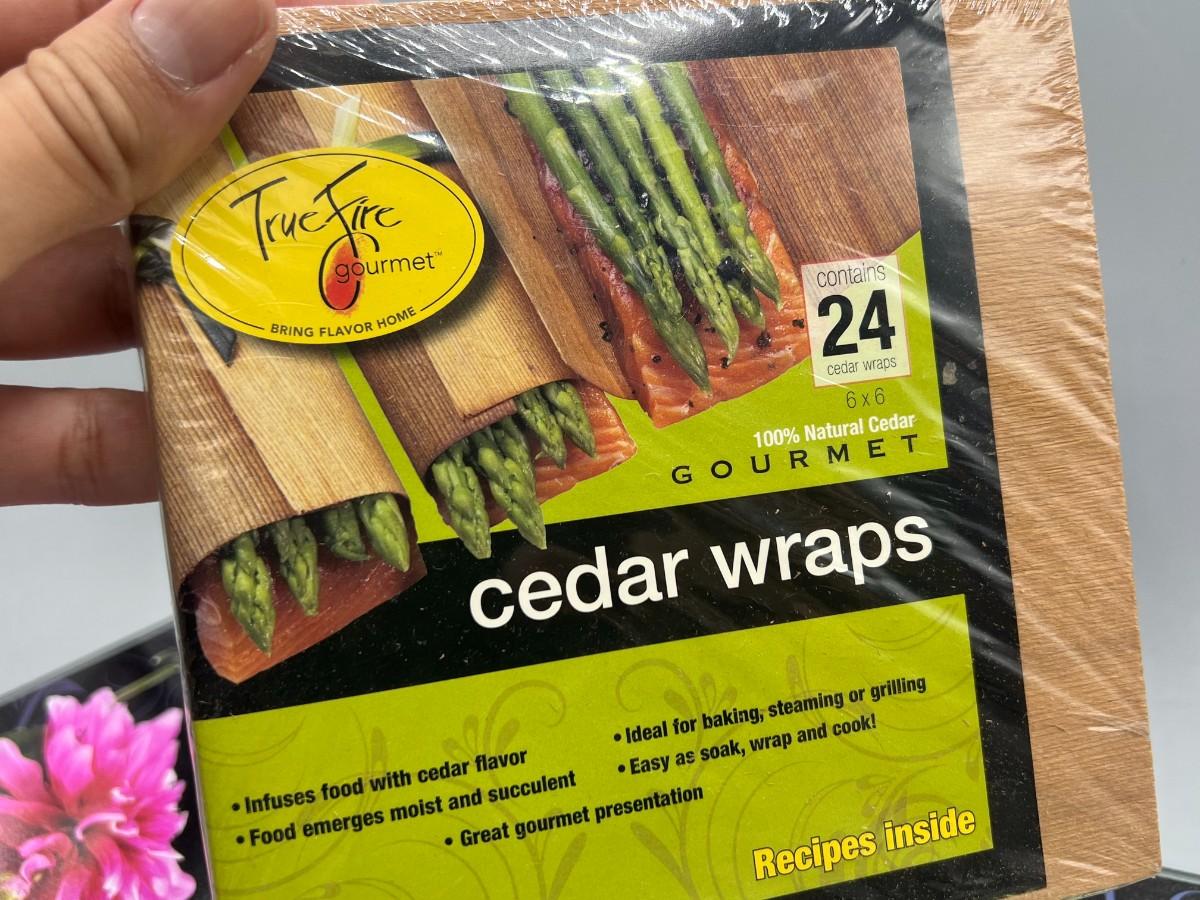 True Fire
gourmet™
BRING FLAVOR HOME
contains
24
cedar wraps
6 x 6
100% Natural Cedar
GOURMET
cedar wraps
• Infuses food with cedar flavor
• Food emerges moist and succulent
• Great gourmet presentation
• Ideal for baking, steaming or grilling
• Easy as soak, wrap and cook!
Recipes inside